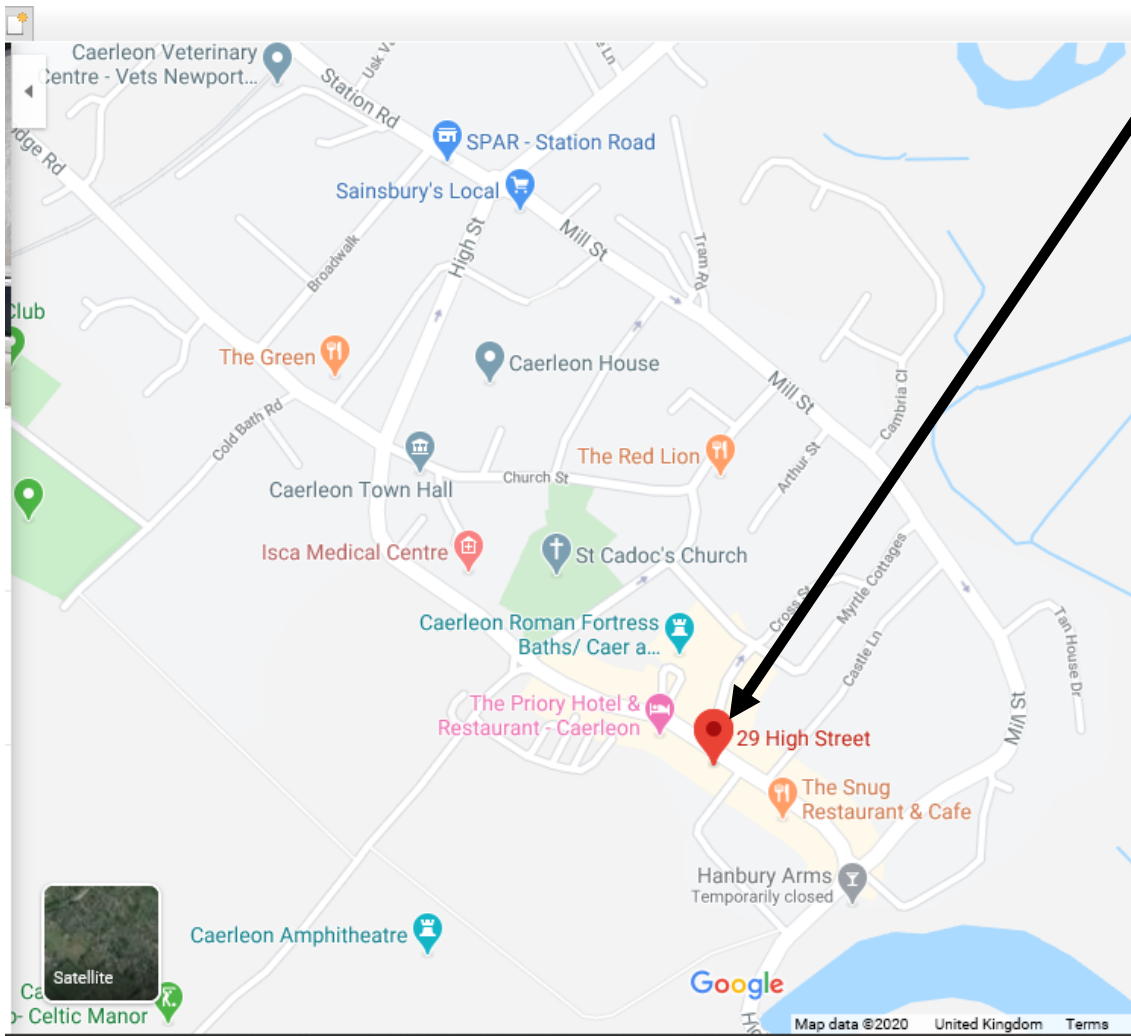 Caerleon Veterinary
Centre - Vets Newport...
Station Rd
SPAR - Station Road
Sainsbury's Local
Mill St
High St
Broadwalk
Tram Rd
The Green
Caerleon House
Mill St
Cambria Cl
Cold Bath Rd
The Red Lion
Arthur St
Caerleon Town Hall
Church St
Isca Medical Centre
St Cadoc's Church
Myrtle Cottages
Cross St
Caerleon Roman Fortress
Baths/ Caer a...
Castle Ln
Tan House Dr
The Priory Hotel &
Restaurant - Caerleon
Mill St
29 High Street
The Snug
Restaurant & Cafe
Hanbury Arms
Temporarily closed
Caerleon Amphitheatre
Satellite
Celtic Manor
Google
Map data ©2020 United Kingdom Terms